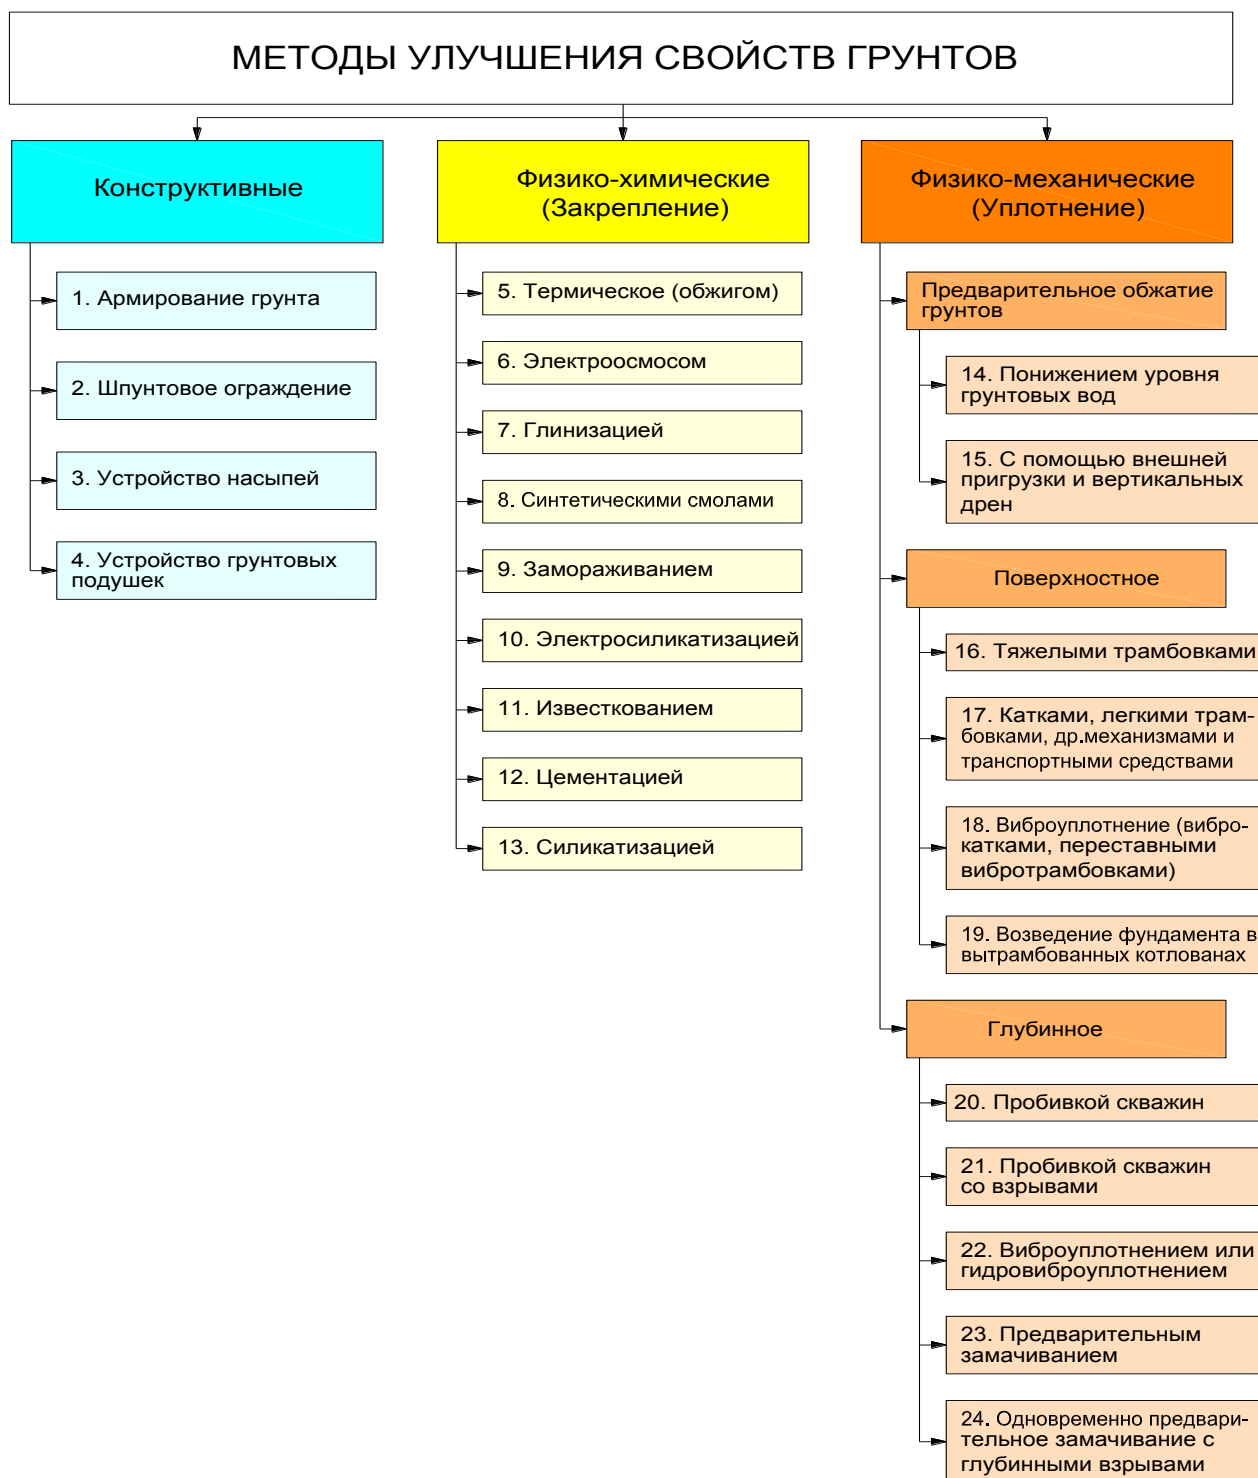 МЕТОДЫ УЛУЧШЕНИЯ СВОЙСТВ ГРУНТОВ
Конструктивные
1. Армирование грунта
2. Шпунтовое ограждение
3. Устройство насыпей
4. Устройство грунтовых
подушек
Физико-химические
(Закрепление)
5. Термическое (обжигом)
6. Электроосмосом
7. Глинизацией
8. Синтетическими смолами
9. Замораживанием
10. Электросиликатизацией
11. Известкованием
12. Цементацией
13. Силикатизацией
Физико-механические
(Уплотнение)
Предварительное обжатие
грунтов
14. Понижением уровня
грунтовых вод
15. С помощью внешней
пригрузки и вертикальных
дрен
Поверхностное
16. Тяжелыми трамбовками
17. Катками, легкими трам-
бовками, др.механизмами и
транспортными средствами
18. Виброуплотнение (вибро-
катками, переставными
вибротрамбовками)
19. Возведение фундамента в
вытрамбованных котлованах
Глубинное
20. Пробивкой скважин
21. Пробивкой скважин
со взрывами
22. Виброуплотнением или
гидровиброуплотнением
23. Предварительным
замачиванием
24. Одновременно предвари-
тельное замачивание с
глубинными взрывами